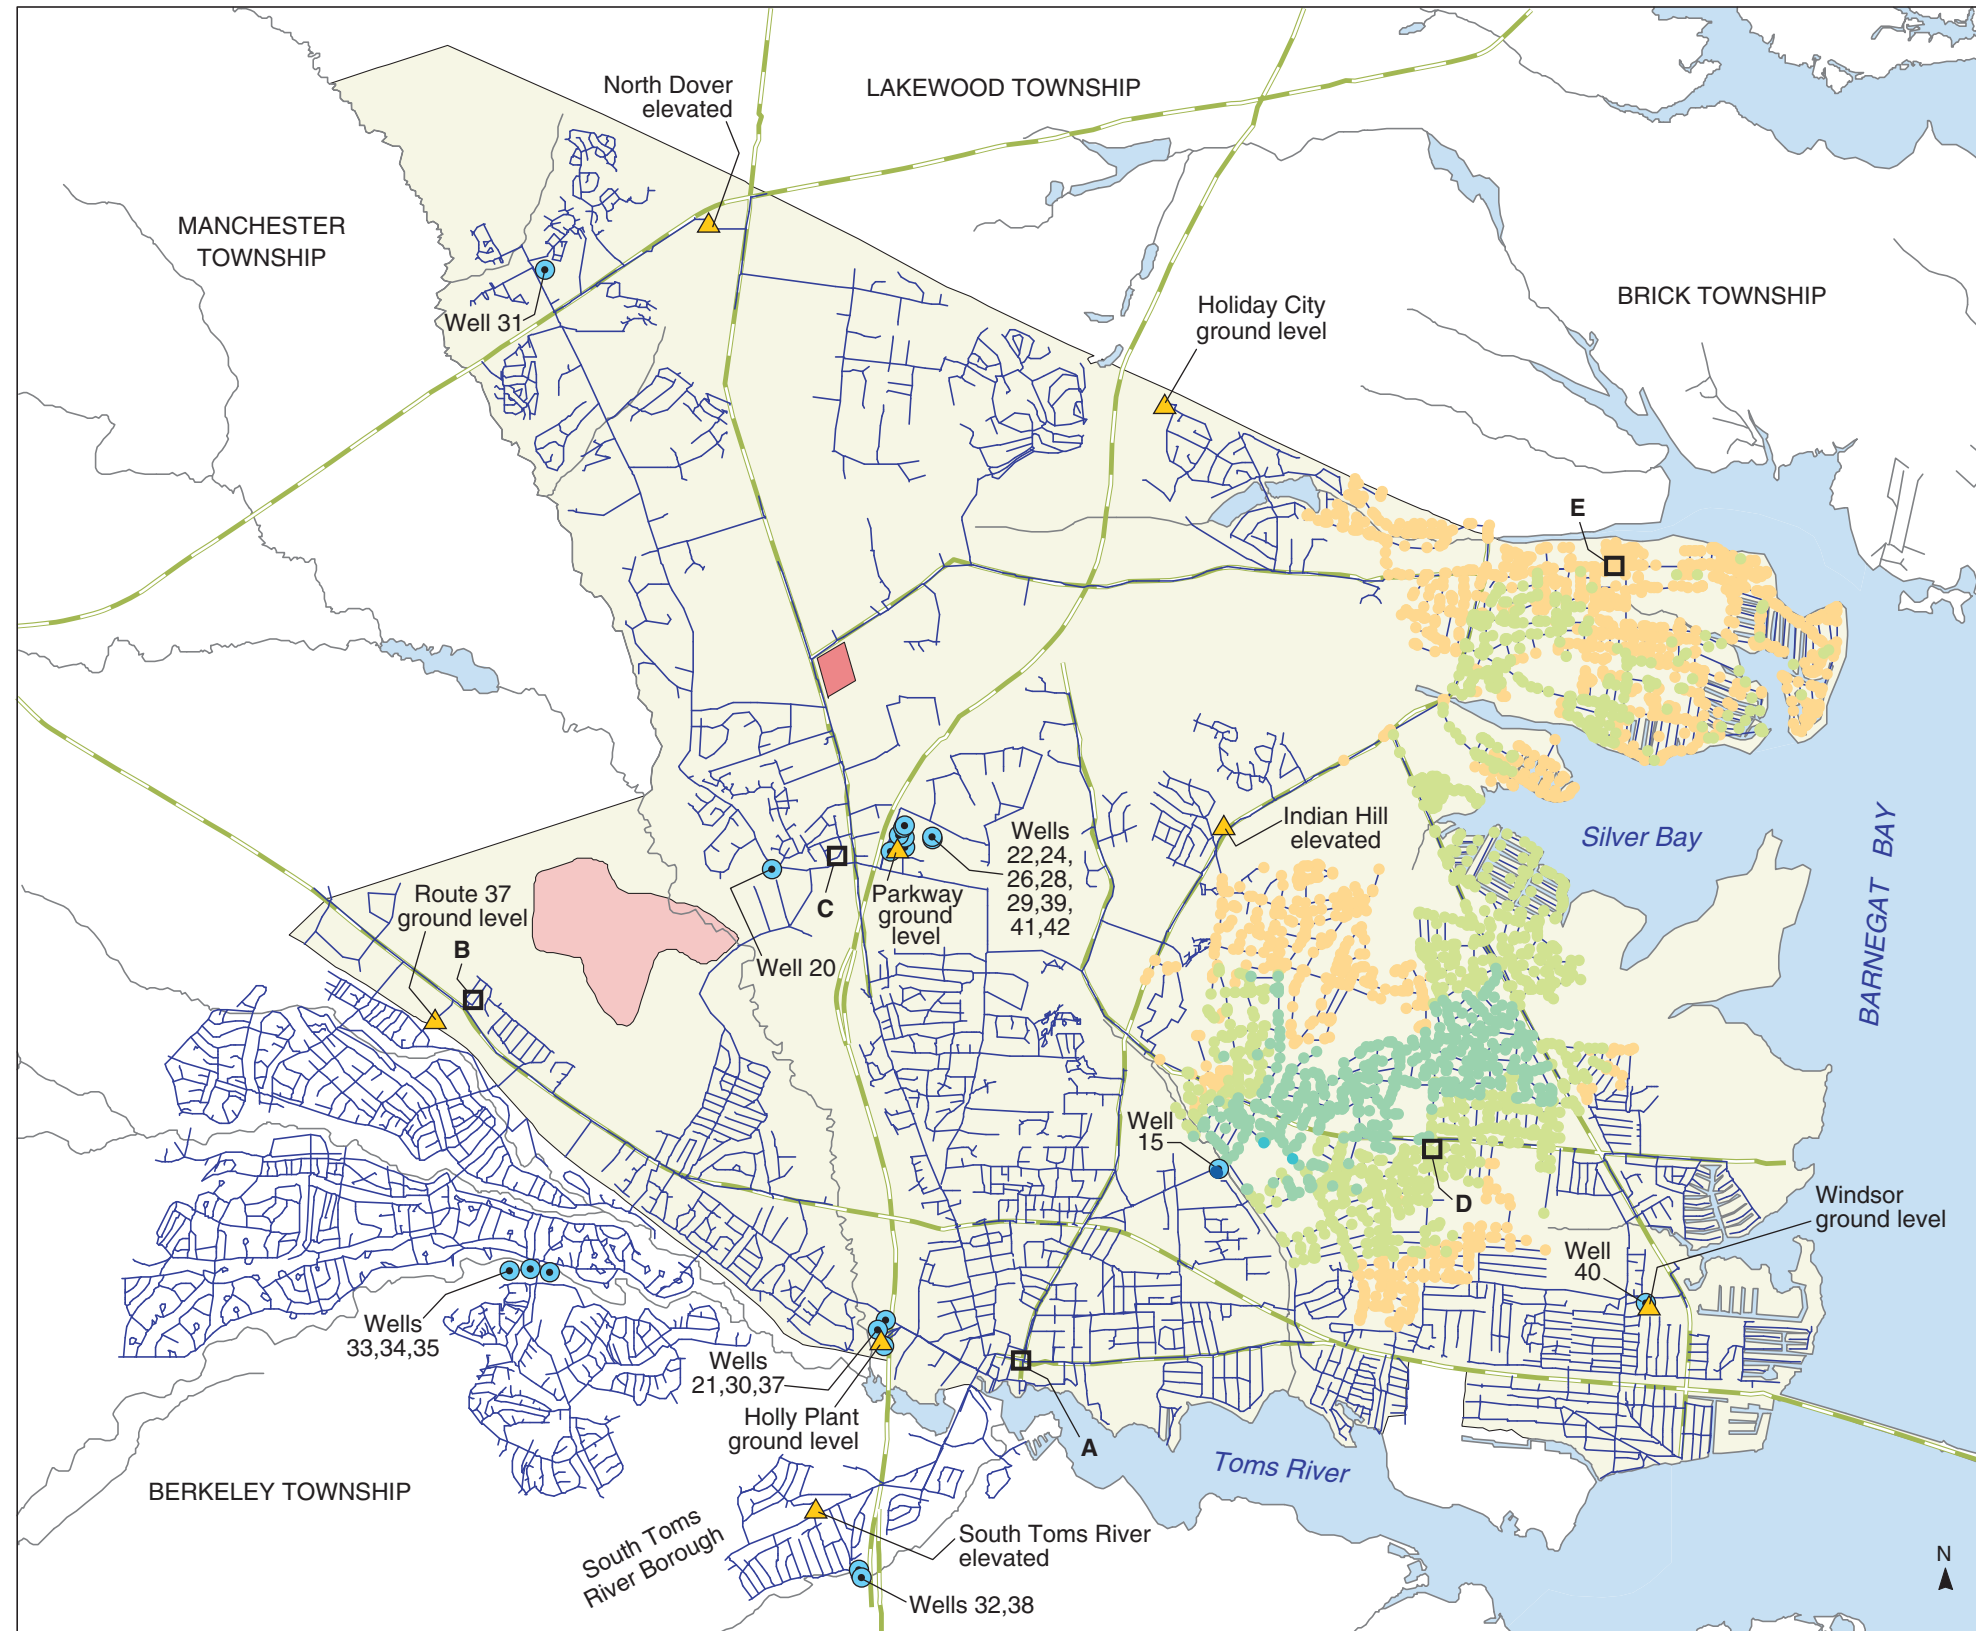 North Dover
elevated
LAKEWOOD TOWNSHIP
MANCHESTER
TOWNSHIP
Well 31
Holiday City
ground level
BRICK TOWNSHIP
E
Indian Hill
elevated
Silver Bay
BARNEGAT BAY
Wells
22,24,
26,28,
29,39,
41,42
Parkway
ground
level
C
Well 20
Route 37
ground level
B
Well
15
D
Windsor
ground level
Well
40
Wells
33,34,35
Wells
21,30,37
Holly Plant
ground level
A
Toms River
BERKELEY TOWNSHIP
South Toms
River Borough
South Toms River
elevated
Wells 32,38
N